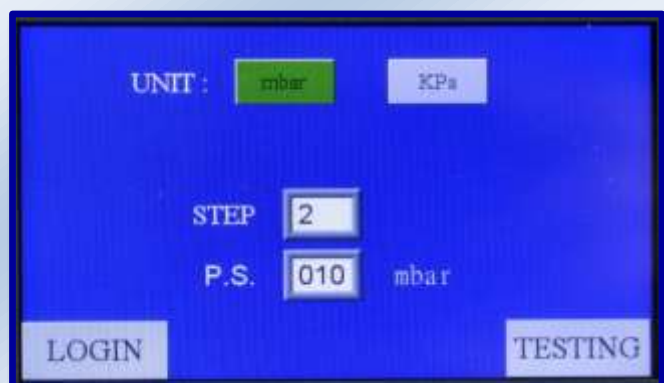 UNIT : mbar KPa
STEP 2
P.S. 010 mbar
LOGIN TESTING